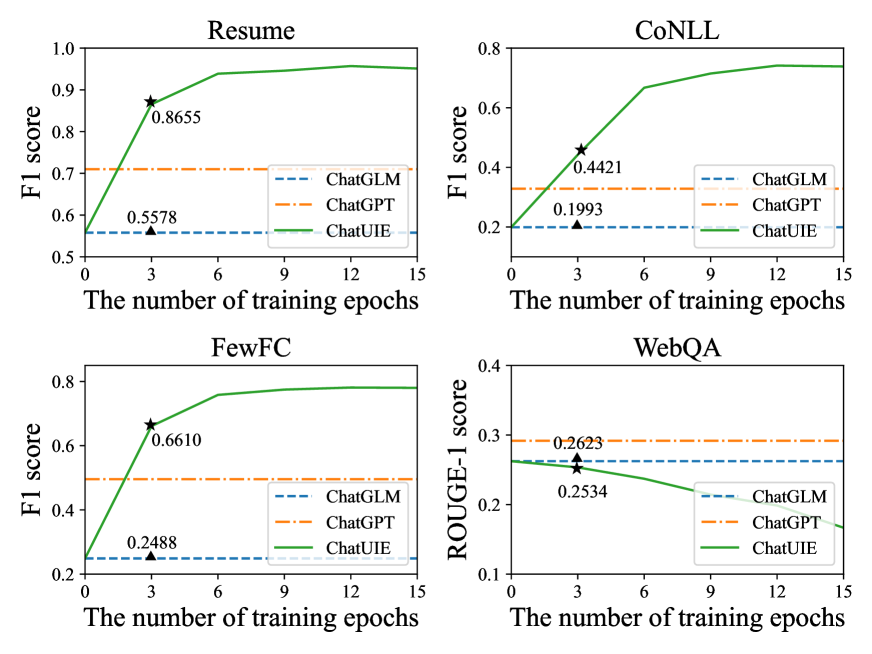 Resume
F1 score
1.0
0.9
0.8
0.7
0.6
0.5
0.8655
0.5578
ChatGLM
ChatGPT
ChatUIE
0 3 6 9 12 15
The number of training epochs
CoNLL
F1 score
0.8
0.6
0.4
0.2
0.4421
0.1993
ChatGLM
ChatGPT
ChatUIE
0 3 6 9 12 15
The number of training epochs
FewFC
F1 score
0.8
0.6
0.4
0.2
0.6610
0.2488
ChatGLM
ChatGPT
ChatUIE
0 3 6 9 12 15
The number of training epochs
WebQA
ROUGE-1 score
0.4
0.3
0.2
0.1
0.2623
0.2534
ChatGLM
ChatGPT
ChatUIE
0 3 6 9 12 15
The number of training epochs